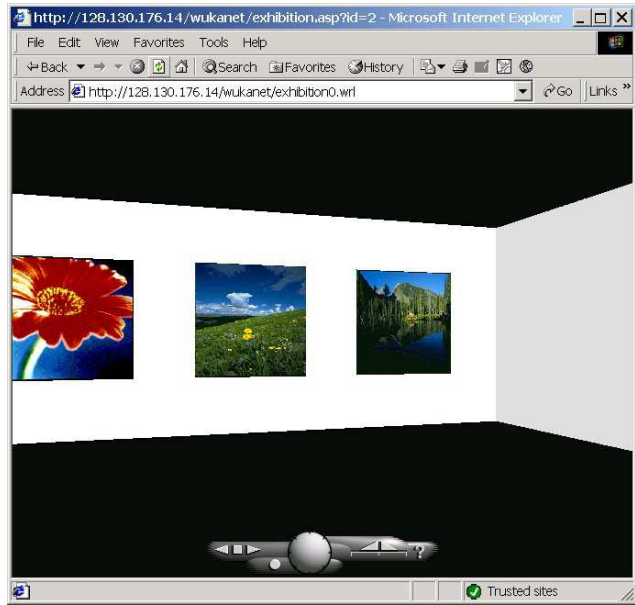 http://128.130.176.14/wukanet/exhibition.asp?id=2 - Microsoft Internet Explorer
File Edit View Favorites Tools Help
Back Search Favorites History
Address http://128.130.176.14/wukanet/exhibition0.wrl Go Links »
?
Trusted sites